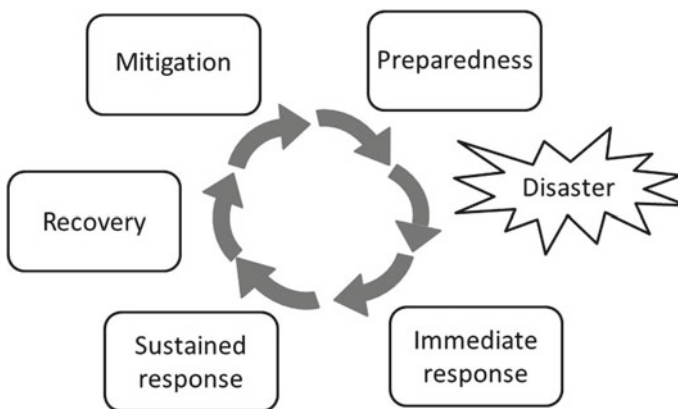 Mitigation
Preparedness
Disaster
Recovery
Sustained
response
Immediate
response